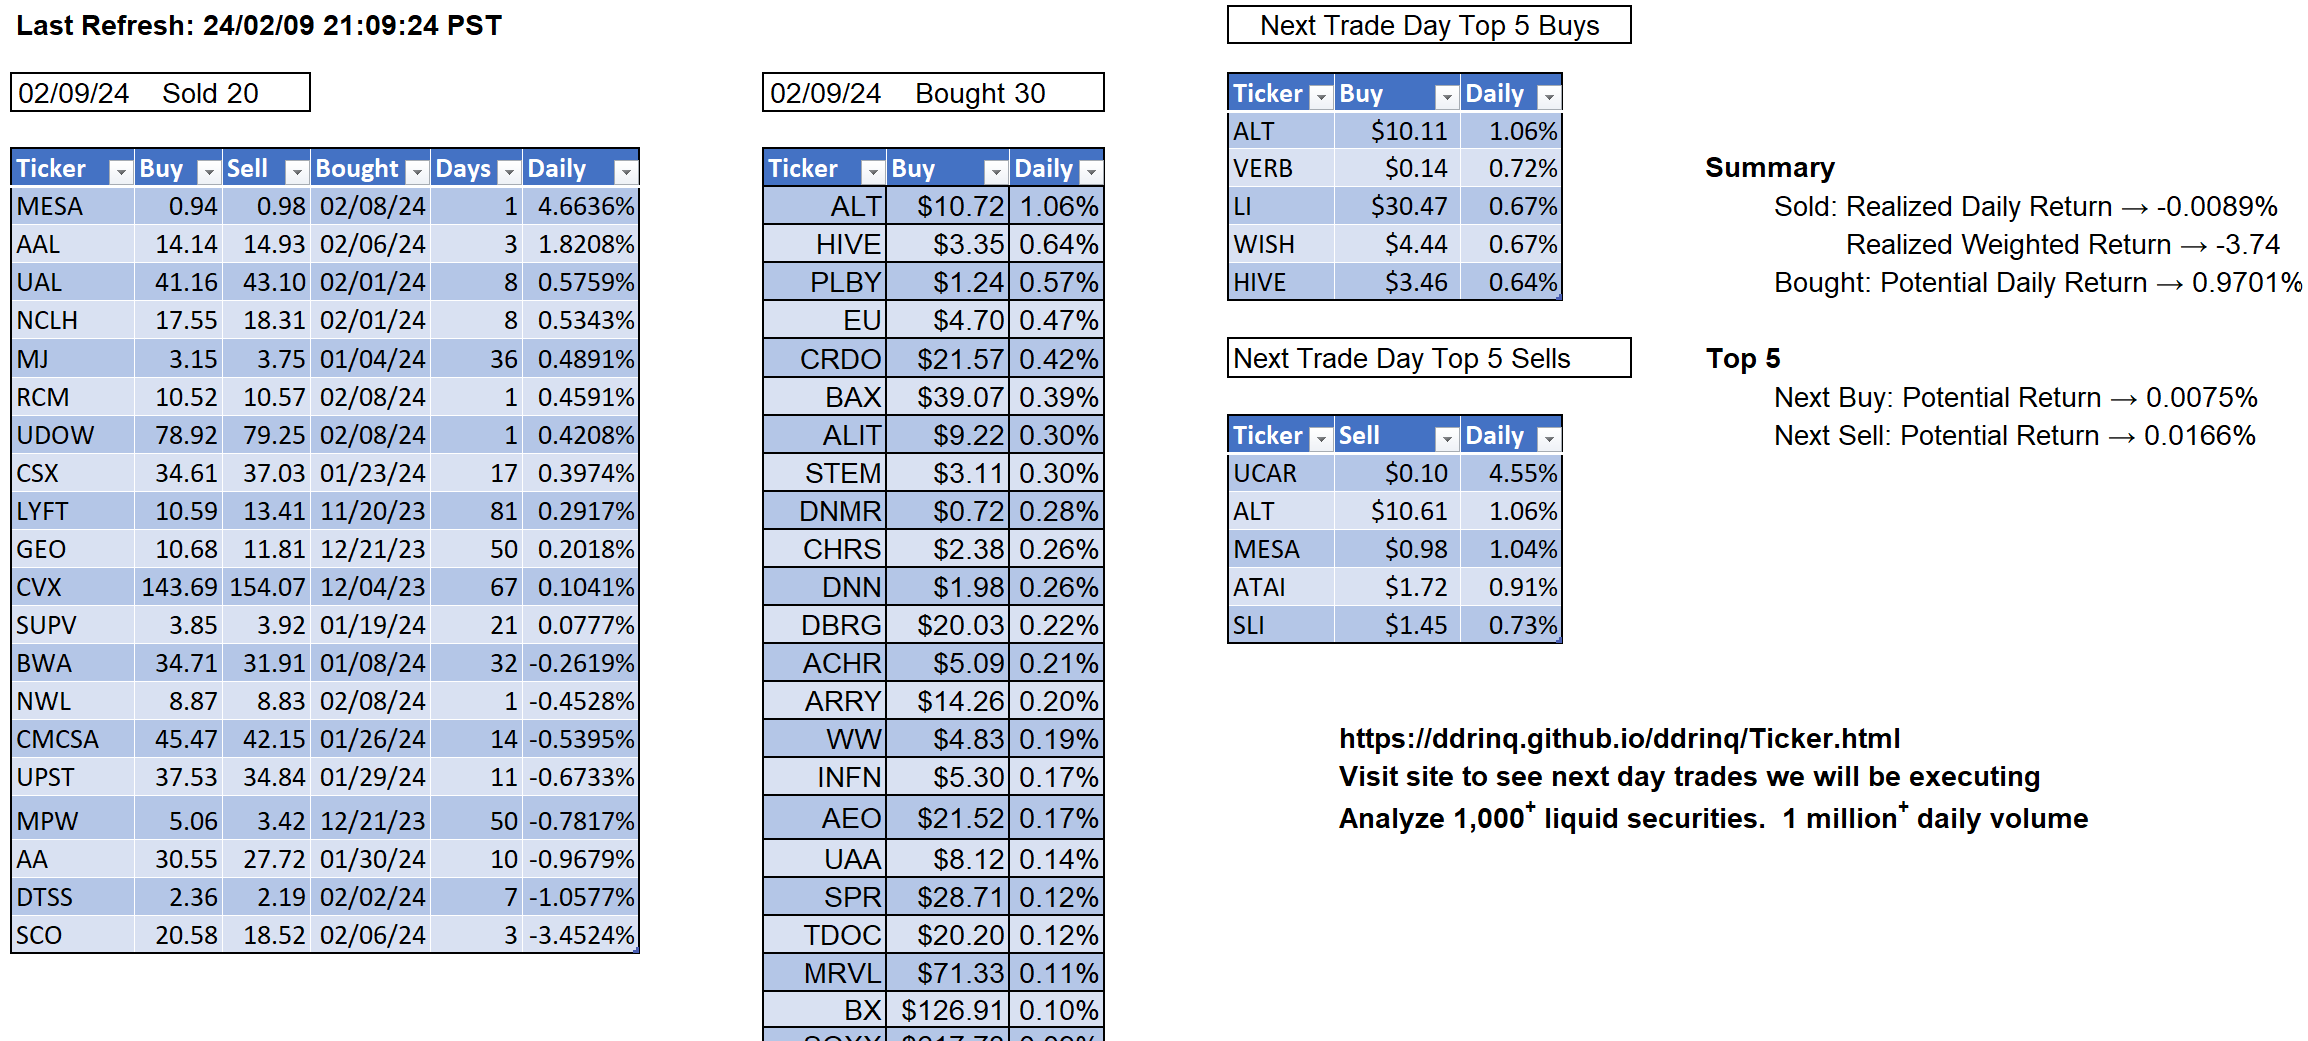 Last Refresh: 24/02/09 21:09:24 PST
02/09/24 Sold 20
Ticker Buy Sell Bought Days Daily
MESA 0.94 0.98 02/08/24 1 4.6636%
AAL 14.14 14.93 02/06/24 3 1.8208%
UAL 41.16 43.10 02/01/24 8 0.5759%
NCLH 17.55 18.31 02/01/24 8 0.5343%
MJ 3.15 3.75 01/04/24 36 0.4891%
RCM 10.52 10.57 02/08/24 1 0.4591%
UDOW 78.92 79.25 02/08/24 1 0.4208%
CSX 34.61 37.03 01/23/24 17 0.3974%
LYFT 10.59 13.41 11/20/23 81 0.2917%
GEO 10.68 11.81 12/21/23 50 0.2018%
CVX 143.69 154.07 12/04/23 67 0.1041%
SUPV 3.85 3.92 01/19/24 21 0.0777%
BWA 34.71 31.91 01/08/24 32 -0.2619%
NWL 8.87 8.83 02/08/24 1 -0.4528%
CMCSA 45.47 42.15 01/26/24 14 -0.5395%
UPST 37.53 34.84 01/29/24 11 -0.6733%
MPW 5.06 3.42 12/21/23 50 -0.7817%
AA 30.55 27.72 01/30/24 10 -0.9679%
DTSS 2.36 2.19 02/02/24 7 -1.0577%
SCO 20.58 18.52 02/06/24 3 -3.4524%
02/09/24 Bought 30
Ticker Buy Daily
ALT $10.72 1.06%
HIVE $3.35 0.64%
PLBY $1.24 0.57%
EU $4.70 0.47%
CRDO $21.57 0.42%
BAX $39.07 0.39%
ALIT $9.22 0.30%
STEM $3.11 0.30%
DNMR $0.72 0.28%
CHRS $2.38 0.26%
DNN $1.98 0.26%
DBRG $20.03 0.22%
ACHR $5.09 0.21%
ARRY $14.26 0.20%
WW $4.83 0.19%
INFN $5.30 0.17%
AEO $21.52 0.17%
UAA $8.12 0.14%
SPR $28.71 0.12%
TDOC $20.20 0.12%
MRVL $71.33 0.11%
BX $126.91 0.10%
Next Trade Day Top 5 Buys
Ticker Buy Daily
ALT $10.11 1.06%
VERB $0.14 0.72%
LI $30.47 0.67%
WISH $4.44 0.67%
HIVE $3.46 0.64%
Next Trade Day Top 5 Sells
Ticker Sell Daily
UCAR $0.10 4.55%
ALT $10.61 1.06%
MESA $0.98 1.04%
ATAI $1.72 0.91%
SLI $1.45 0.73%
Summary
Sold: Realized Daily Return → -0.0089%
Realized Weighted Return → -3.74
Bought: Potential Daily Return → 0.9701%
Top 5
Next Buy: Potential Return → 0.0075%
Next Sell: Potential Return → 0.0166%
https://ddrinq.github.io/ddrinq/Ticker.html
Visit site to see next day trades we will be executing
Analyze 1,000⁺ liquid securities. 1 million⁺ daily volume